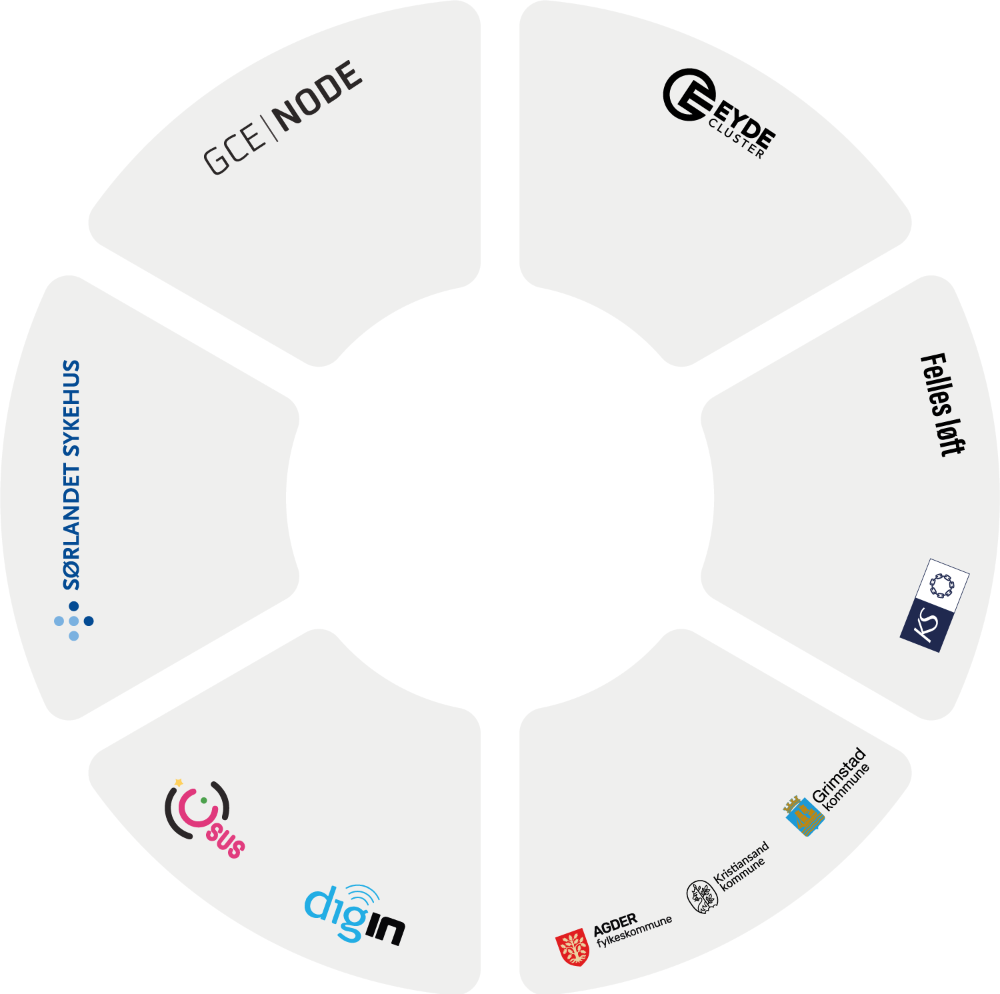 GCE | NODE
EYDE
CLUSTER
Felles løft
KS
Grimstad
kommune
Kristiansand
kommune
AGDER
fylkeskommune
digin
SUS
SØRLANDET SYKEHUS